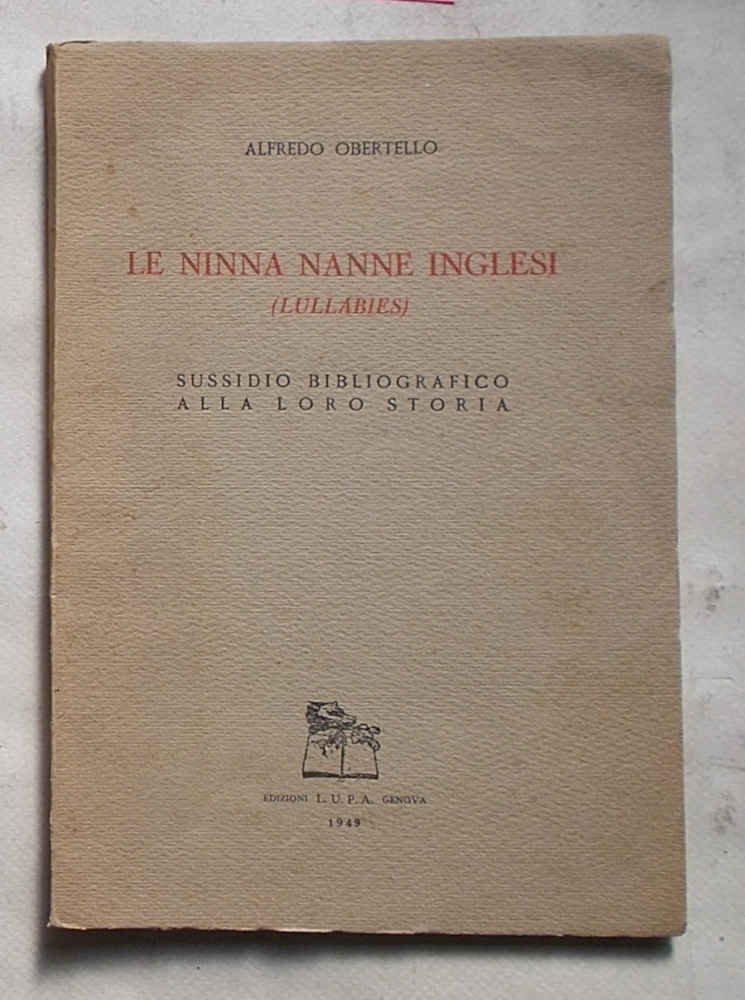 ALFREDO OBERTELLO
LE NINNA NANNE INGLESI
(LULLABIES)
SUSSIDIO BIBLIOGRAFICO
ALLA LORO STORIA
EDIZIONI L. U. P. A. GENOVA
1949